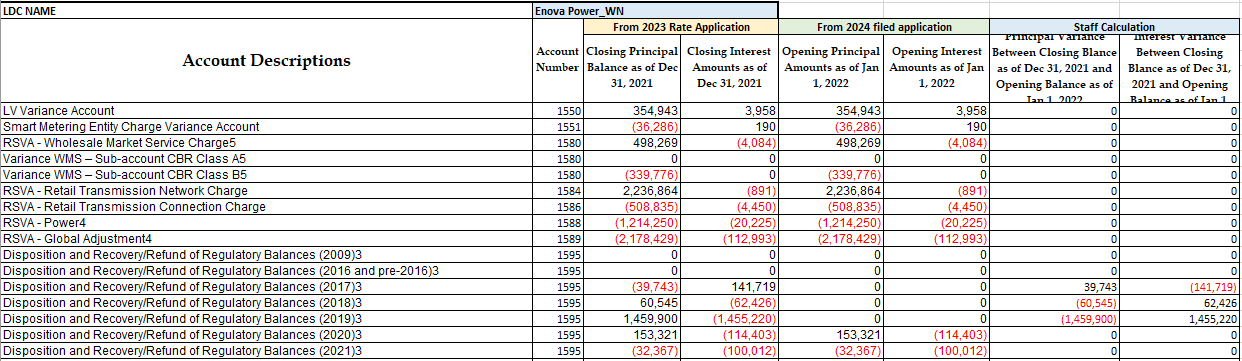 LDC NAME Enova Power_WN
From 2023 Rate Application From 2024 filed application Staff Calculation
Account Descriptions
Account Number
Closing Principal Balance as of Dec 31, 2021
Closing Interest Amounts as of Dec 31, 2021
Opening Principal Amounts as of Jan 1, 2022
Opening Interest Amounts as of Jan 1, 2022
Principal Variance Between Closing Blance as of Dec 31, 2021 and Opening Balance as of Jan 1, 2022
Interest Variance Between Closing Blance as of Dec 31, 2021 and Opening Balance as of Jan 1
LV Variance Account 1550 354,943 3,958 354,943 3,958 0 0
Smart Metering Entity Charge Variance Account 1551 (36,286) 190 (36,286) 190 0 0
RSVA - Wholesale Market Service Charge5 1580 498,269 (4,084) 498,269 (4,084) 0 0
Variance WMS – Sub-account CBR Class A5 1580 0 0 0 0 0 0
Variance WMS – Sub-account CBR Class B5 1580 (339,776) 0 (339,776) 0 0 0
RSVA - Retail Transmission Network Charge 1584 2,236,864 (891) 2,236,864 (891) 0 0
RSVA - Retail Transmission Connection Charge 1586 (508,835) (4,450) (508,835) (4,450) 0 0
RSVA - Power4 1588 (1,214,250) (20,225) (1,214,250) (20,225) 0 0
RSVA - Global Adjustment4 1589 (2,178,429) (112,993) (2,178,429) (112,993) 0 0
Disposition and Recovery/Refund of Regulatory Balances (2009)3 1595 0 0 0 0 0 0
Disposition and Recovery/Refund of Regulatory Balances (2016 and pre-2016)3 1595 0 0 0 0 0 0
Disposition and Recovery/Refund of Regulatory Balances (2017)3 1595 (39,743) 141,719 0 0 39,743 (141,719)
Disposition and Recovery/Refund of Regulatory Balances (2018)3 1595 60,545 (62,426) 0 0 (60,545) 62,426
Disposition and Recovery/Refund of Regulatory Balances (2019)3 1595 1,459,900 (1,455,220) 0 0 (1,459,900) 1,455,220
Disposition and Recovery/Refund of Regulatory Balances (2020)3 1595 153,321 (114,403) 153,321 (114,403) 0 0
Disposition and Recovery/Refund of Regulatory Balances (2021)3 1595 (32,367) (100,012) (32,367) (100,012) 0 0